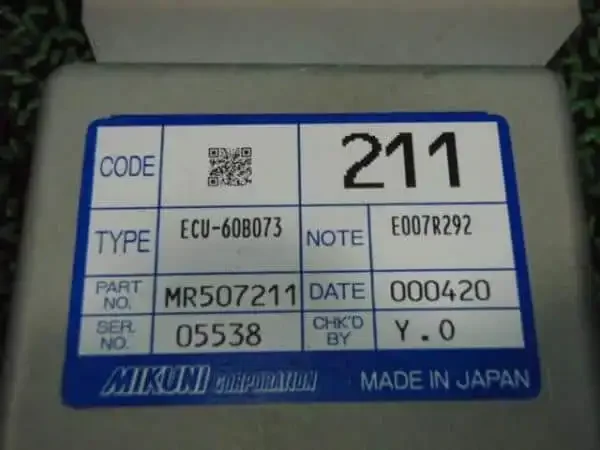 CODE 211
TYPE ECU-60B073 NOTE E007R292
PART NO. MR507211 DATE 000420
SER. NO. 05538 CHK'D BY Y.O
MIKUNI CORPORATION MADE IN JAPAN